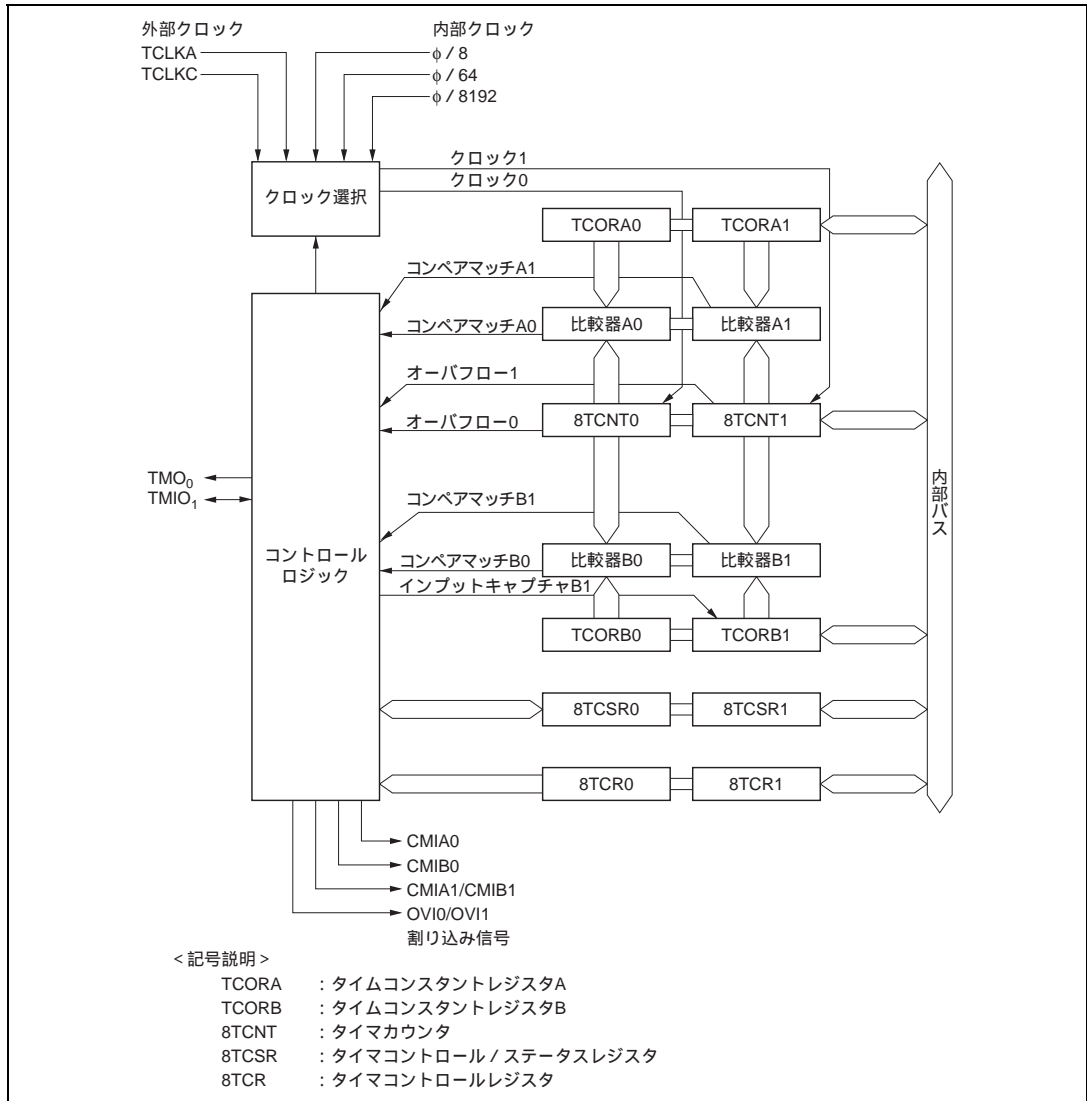 外部クロック
TCLKA
TCLKC
内部クロック
φ / 8
φ / 64
φ / 8192
クロック1
クロック0
クロック選択
TCORA0
TCORA1
コンペアマッチA1
コンペアマッチA0
比較器A0
比較器A1
オーバフロー1
オーバフロー0
8TCNT0
8TCNT1
TMO0
TMIO1
内部バス
コンペアマッチB1
コントロール
ロジック
コンペアマッチB0
比較器B0
比較器B1
インプットキャプチャB1
TCORB0
TCORB1
8TCSR0
8TCSR1
8TCR0
8TCR1
CMIA0
CMIB0
CMIA1/CMIB1
OVI0/OVI1
割り込み信号
<記号説明>
TCORA :タイムコンスタントレジスタA
TCORB :タイムコンスタントレジスタB
8TCNT :タイマカウンタ
8TCSR :タイマコントロール / ステータスレジスタ
8TCR :タイマコントロールレジスタ